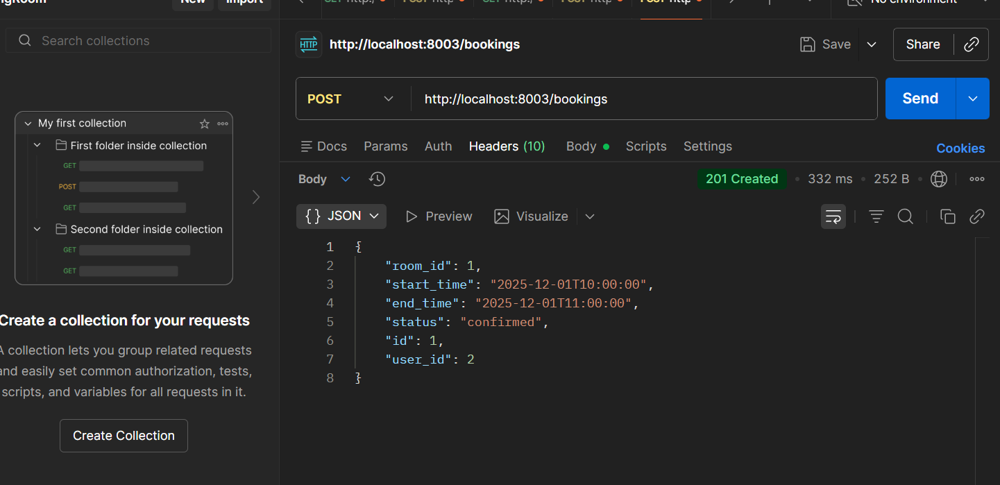 New
Import
No environment
Search collections
http://localhost:8003/bookings
Save
Share
POST
http://localhost:8003/bookings
Send
My first collection
First folder inside collection
GET
POST
GET
Second folder inside collection
GET
GET
Docs
Params
Auth
Headers (10)
Body
Scripts
Settings
Cookies
Body
201 Created
332 ms
252 B
{} JSON
Preview
Visualize
1 {
2 "room_id": 1,
3 "start_time": "2025-12-01T10:00:00",
4 "end_time": "2025-12-01T11:00:00",
5 "status": "confirmed",
6 "id": 1,
7 "user_id": 2
8 }
Create a collection for your requests
A collection lets you group related requests
and easily set common authorization, tests,
scripts, and variables for all requests in it.
Create Collection